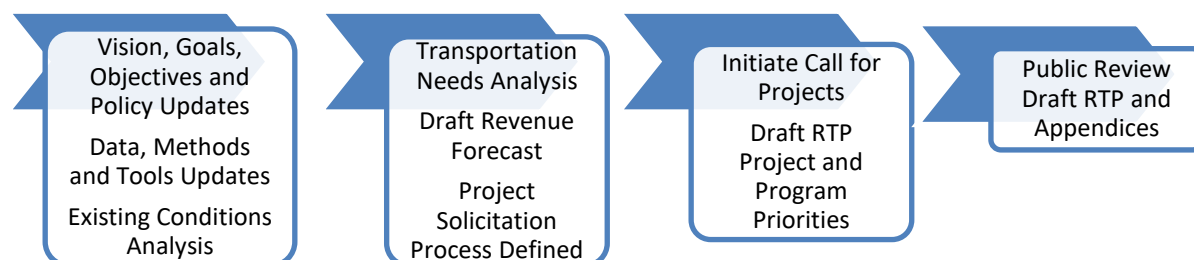 Vision, Goals,
Objectives and
Policy Updates
Data, Methods
and Tools Updates
Existing Conditions
Analysis
Transportation
Needs Analysis
Draft Revenue
Forecast
Project
Solicitation
Process Defined
Initiate Call for
Projects
Draft RTP
Project and
Program
Priorities
Public Review
Draft RTP and
Appendices